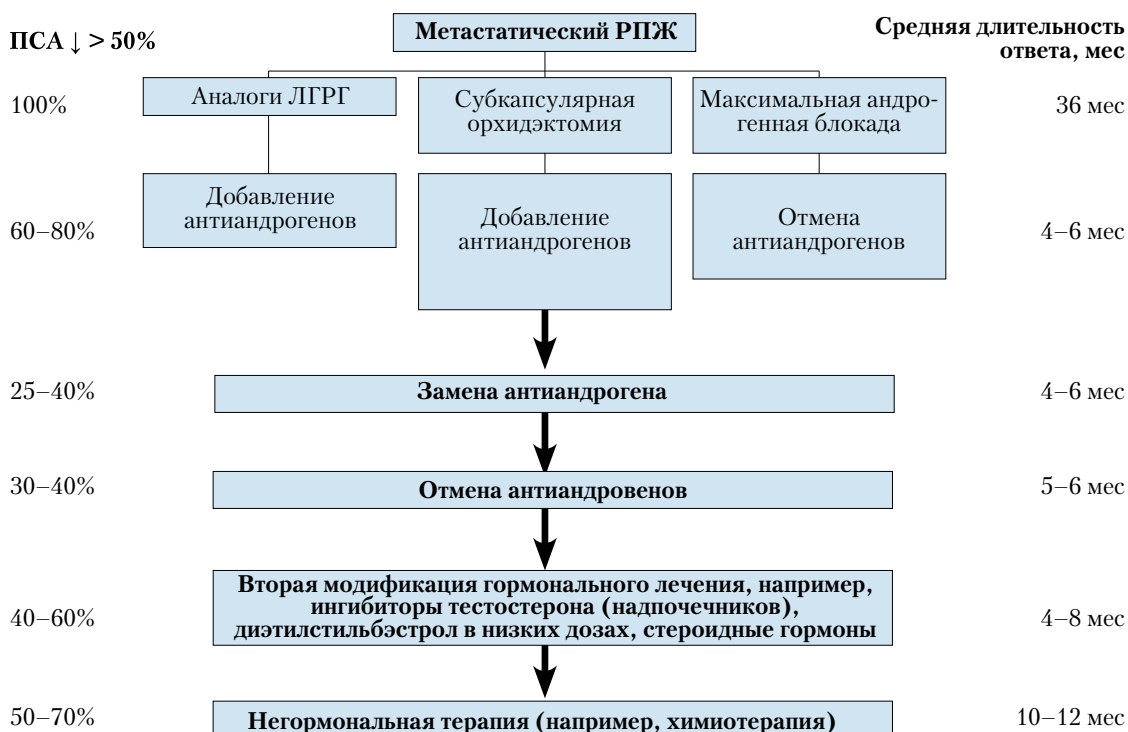 ПСА ↓ > 50%
Метастатический РПЖ
Средняя длительность
ответа, мес
100%
Аналоги ЛГРГ
Субкапсулярная
орхидэктомия
Максимальная андро-
генная блокада
36 мес
60–80%
Добавление
антиандрогенов
Добавление
антиандрогенов
Отмена
антиандрогенов
4–6 мес
25–40%
Замена антиандрогена
4–6 мес
30–40%
Отмена антиандровенов
5–6 мес
40–60%
Вторая модификация гормонального лечения, например,
ингибиторы тестостерона (надпочечников),
диэтилстильбэстрол в низких дозах, стероидные гормоны
4–8 мес
50–70%
Негормональная терапия (например, химиотерапия)
10–12 мес